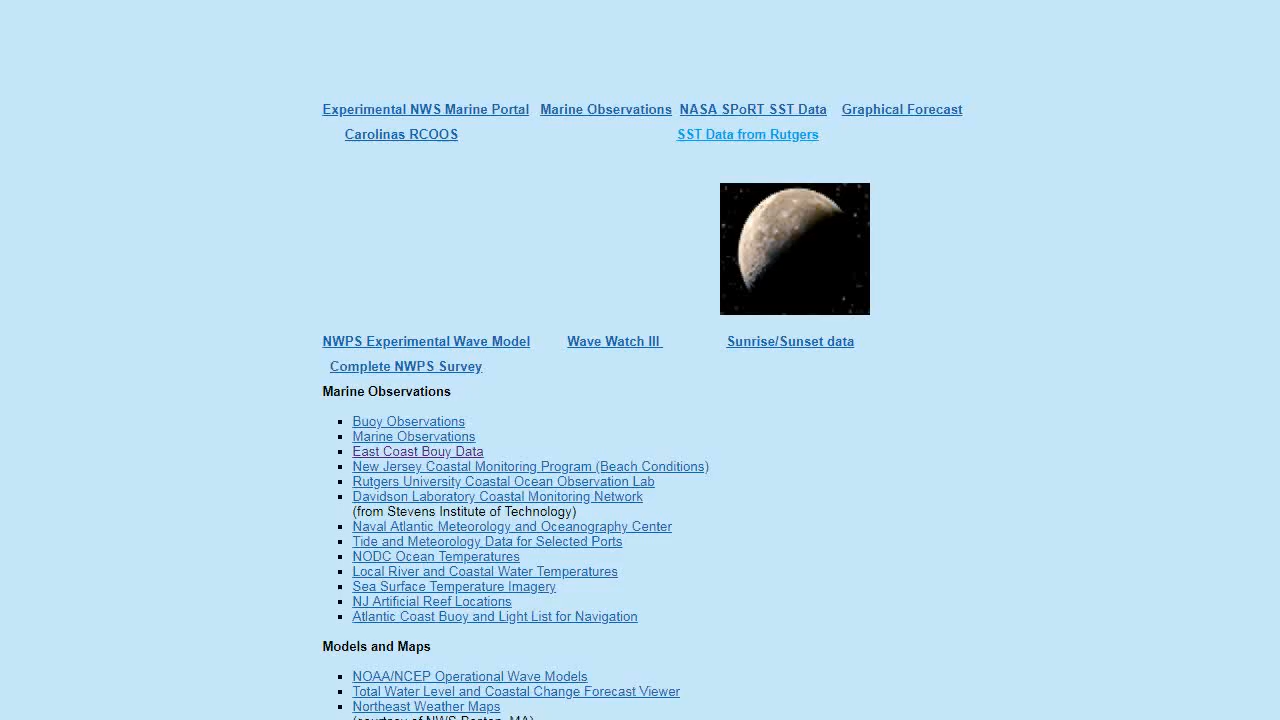 Experimental NWS Marine Portal Marine Observations NASA SPoRT SST Data Graphical Forecast
Carolinas RCOOS SST Data from Rutgers
NWPS Experimental Wave Model Wave Watch III Sunrise/Sunset data
Complete NWPS Survey
Marine Observations
Buoy Observations
Marine Observations
East Coast Bouy Data
New Jersey Coastal Monitoring Program (Beach Conditions)
Rutgers University Coastal Ocean Observation Lab
Davidson Laboratory Coastal Monitoring Network
(from Stevens Institute of Technology)
Naval Atlantic Meteorology and Oceanography Center
Tide and Meteorology Data for Selected Ports
NODC Ocean Temperatures
Local River and Coastal Water Temperatures
Sea Surface Temperature Imagery
NJ Artificial Reef Locations
Atlantic Coast Buoy and Light List for Navigation
Models and Maps
NOAA/NCEP Operational Wave Models
Total Water Level and Coastal Change Forecast Viewer
Northeast Weather Maps
(courtesy of NWS